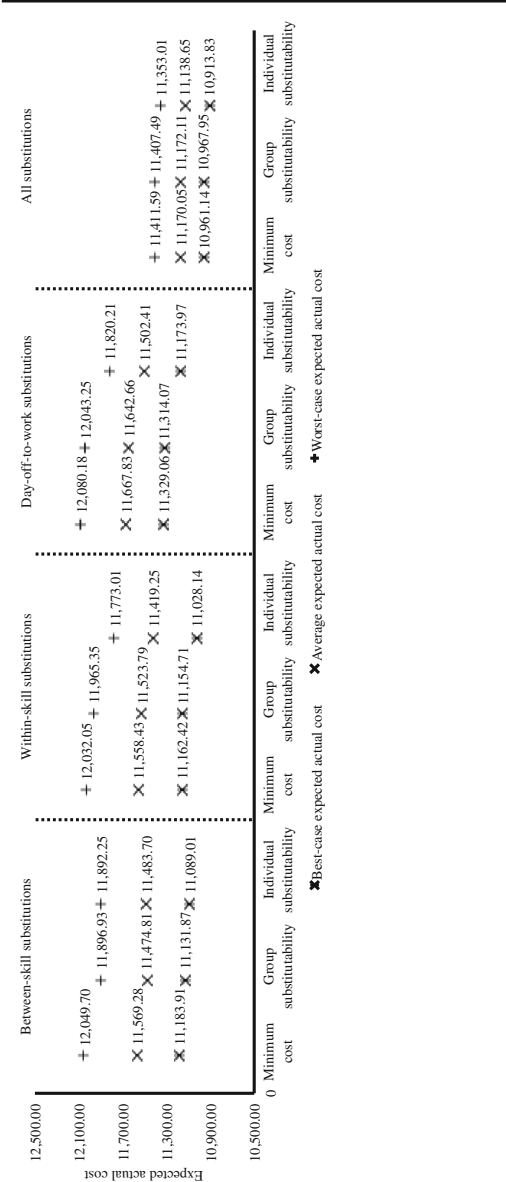 Between-skill substitutions
Within-skill substitutions
Day-off-to-work substitutions
All substitutions
Expected actual cost
12,500.00
12,100.00
11,700.00
11,300.00
10,900.00
10,500.00
0
12,049.70
11,896.93
11,892.25
11,569.28
11,474.81
11,483.70
11,183.91
11,131.87
11,089.01
12,032.05
11,965.35
11,773.01
11,558.43
11,523.79
11,419.25
11,162.42
11,154.71
11,028.14
12,080.18
12,043.25
11,820.21
11,667.83
11,642.66
11,502.41
11,329.06
11,314.07
11,173.97
11,411.59
11,407.49
11,353.01
11,170.05
11,172.11
11,138.65
10,961.14
10,967.95
10,913.83
Minimum
cost
Group
substitutability
Individual
substitutability
Minimum
cost
Group
substitutability
Individual
substitutability
Minimum
cost
Group
substitutability
Individual
substitutability
Minimum
cost
Group
substitutability
Individual
substitutability
Best-case expected actual cost
Average expected actual cost
Worst-case expected actual cost